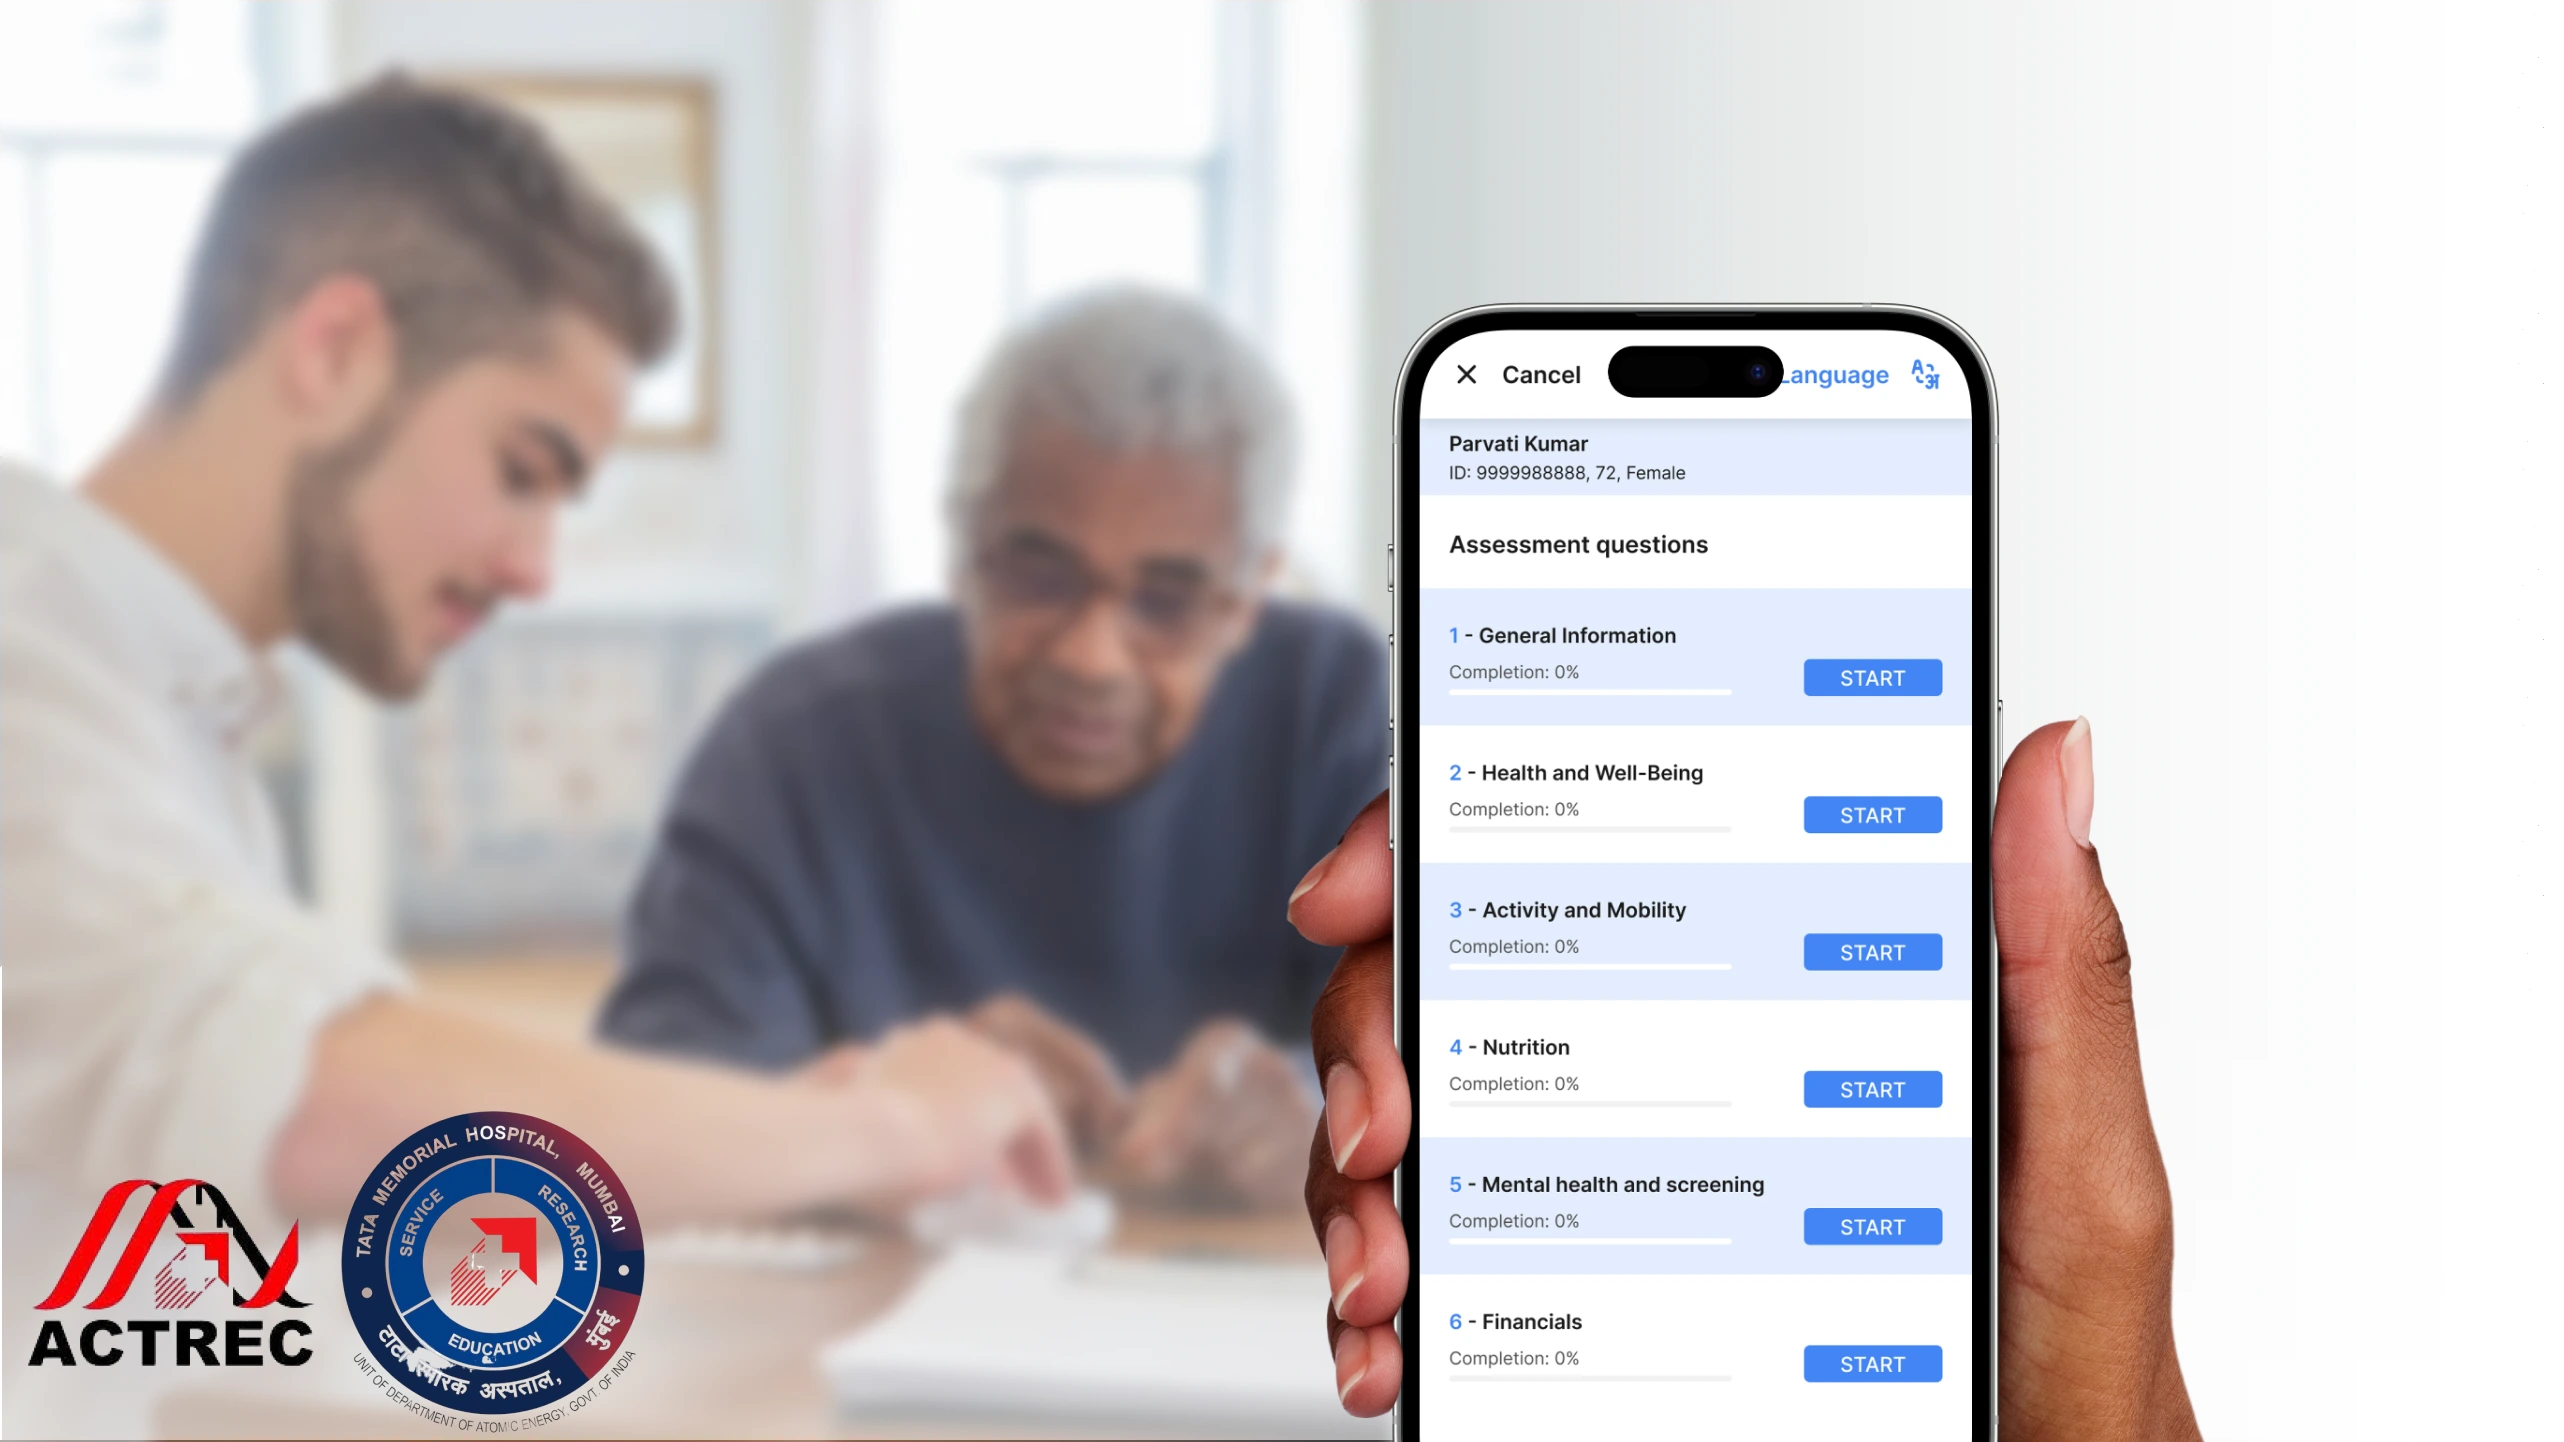 Cancel
Language
Parvati Kumar
ID: 9999988888, 72, Female
Assessment questions
1 - General Information
Completion: 0%
START
2 - Health and Well-Being
Completion: 0%
START
3 - Activity and Mobility
Completion: 0%
START
4 - Nutrition
Completion: 0%
START
5 - Mental health and screening
Completion: 0%
START
6 - Financials
Completion: 0%
START
ACTREC
TATA MEMORIAL HOSPITAL, MUMBAI
SERVICE
RESEARCH
EDUCATION
टाटा स्मारक अस्पताल, मुंबई
UNIT OF DEPARTMENT OF ATOMIC ENERGY. GOVT. OF INDIA